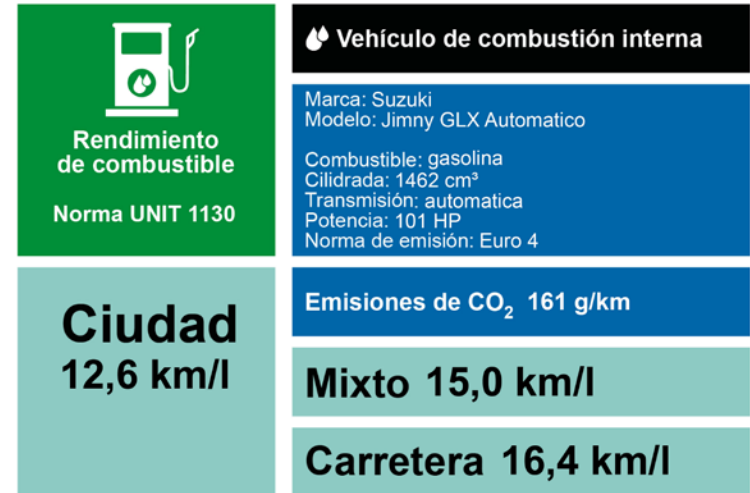 Rendimiento
de combustible
Norma UNIT 1130
Vehículo de combustión interna
Marca: Suzuki
Modelo: Jimny GLX Automatico
Combustible: gasolina
Cilidrada: 1462 cm³
Transmisión: automatica
Potencia: 101 HP
Norma de emisión: Euro 4
Emisiones de CO₂ 161 g/km
Ciudad
12,6 km/l
Mixto 15,0 km/l
Carretera 16,4 km/l